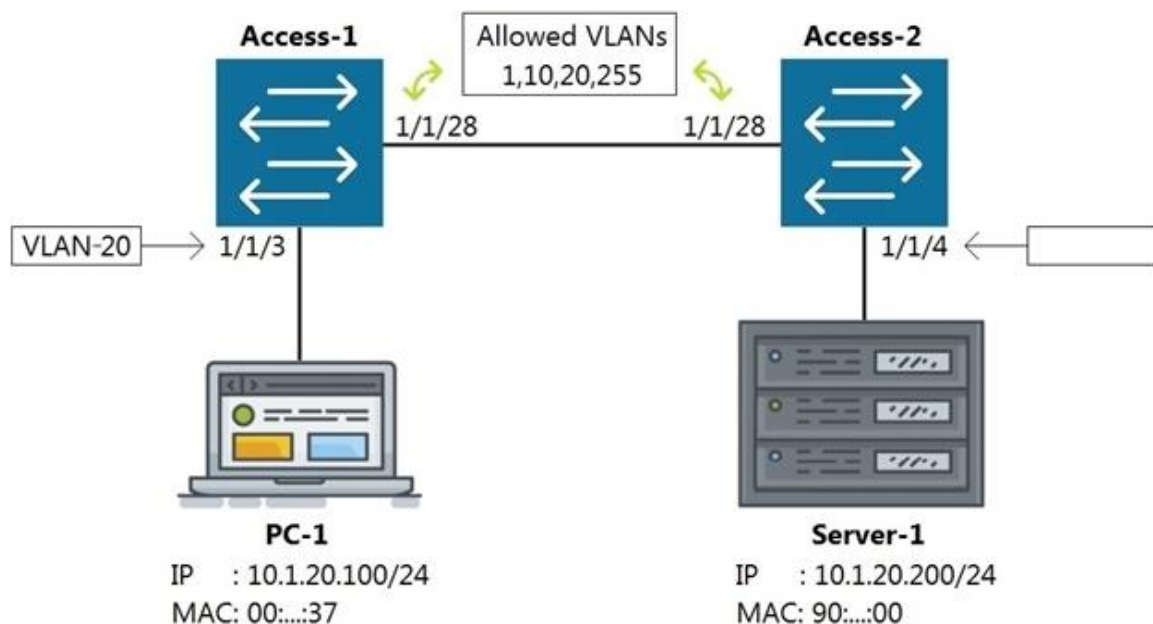 Access-1
Allowed VLANs
1,10,20,255
Access-2
1/1/28
1/1/28
VLAN-20
1/1/3
1/1/4
PC-1
IP : 10.1.20.100/24
MAC: 00:...:37
Server-1
IP : 10.1.20.200/24
MAC: 90:...:00